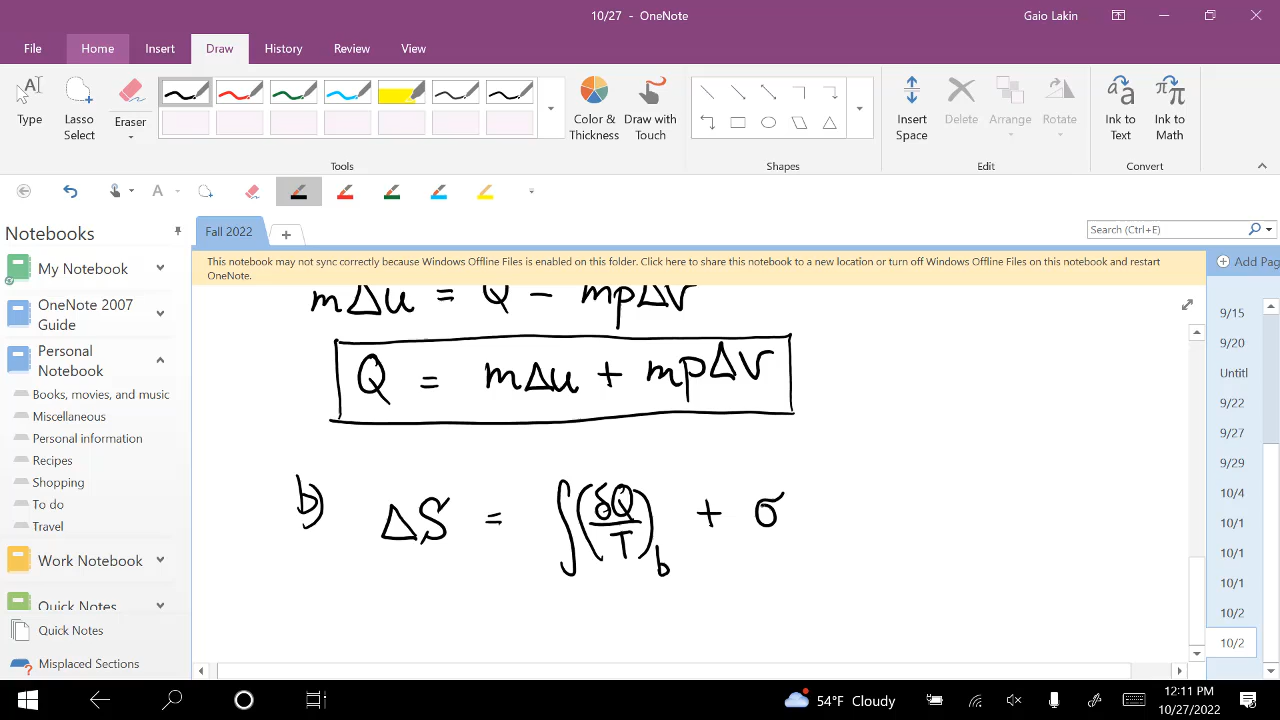 10/27 - OneNote
Gaio Lakin
File Home Insert Draw History Review View
Type
Lasso Select
Eraser
Color & Thickness
Draw with Touch
Insert Space
Delete
Arrange
Rotate
Ink to Text
Ink to Math
Tools
Shapes
Edit
Convert
Notebooks
Fall 2022
Search (Ctrl+E)
This notebook may not sync correctly because Windows Offline Files is enabled on this folder. Click here to share this notebook to a new location or turn off Windows Offline Files on this notebook and restart
OneNote.
Add Pag
My Notebook
OneNote 2007
Guide
Personal
Notebook
Books, movies, and music
Miscellaneous
Personal information
Recipes
Shopping
To do
Travel
Work Notebook
Quick Notes
Quick Notes
Misplaced Sections
mΔu = Q - mpΔv
Q = mΔu + mpΔv
b) ΔS = ∫(δQ/T)b + σ
9/15
9/20
Untitl
9/22
9/27
9/29
10/4
10/1
10/1
10/1
10/2
10/2
54°F Cloudy
12:11 PM
10/27/2022